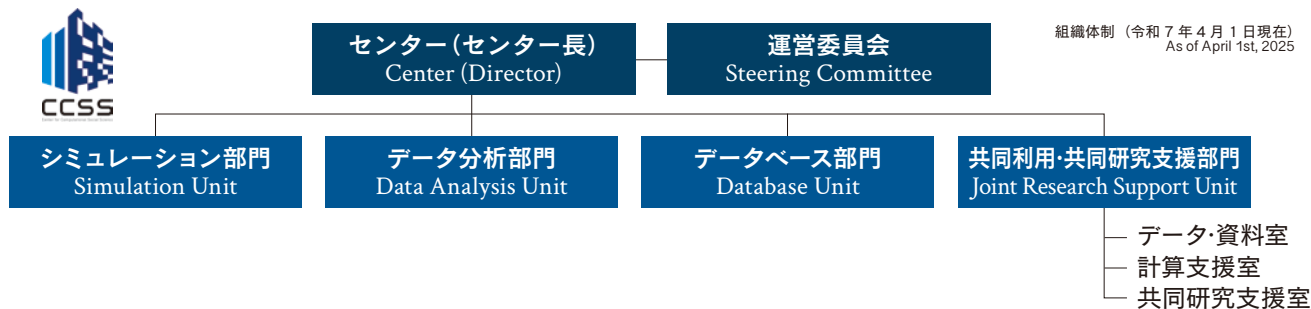 組織体制（令和7年4月1日現在）
As of April 1st, 2025
CCSS
Center for Computational Social Science
センター（センター長）
Center (Director)
運営委員会
Steering Committee
シミュレーション部門
Simulation Unit
データ分析部門
Data Analysis Unit
データベース部門
Database Unit
共同利用・共同研究支援部門
Joint Research Support Unit
データ・資料室
計算支援室
共同研究支援室